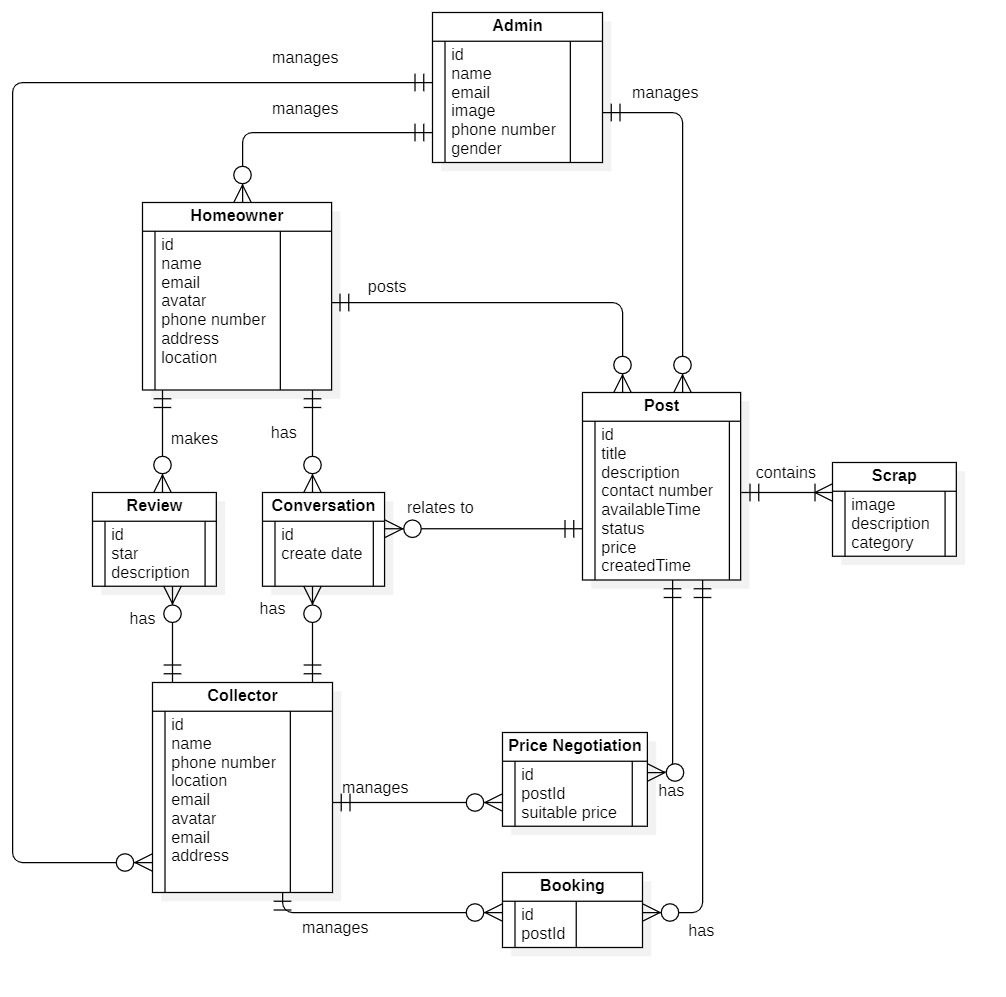 Admin
id
name
email
image
phone number
gender
manages
manages
manages
Homeowner
id
name
email
avatar
phone number
address
location
posts
makes
has
Post
id
title
description
contact number
availableTime
status
price
createdTime
contains
Scrap
image
description
category
Review
id
star
description
Conversation
id
create date
relates to
has
has
Collector
id
name
phone number
location
email
avatar
email
address
manages
Price Negotiation
id
postId
suitable price
has
Booking
id
postId
manages
has